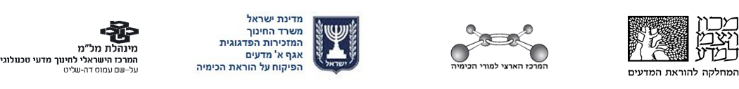 מכון
ויצמן
למדע
המחלקה להוראת המדעים
המרכז הארצי למורי הכימיה
מדינת ישראל
משרד החינוך
המזכירות הפדגוגית
אגף א' מדעים
הפיקוח על הוראת הכימיה
ישראל
מינהלת מל"מ
המרכז הישראלי לחינוך מדעי טכנולוגי
על-שם עמוס דה-שליט